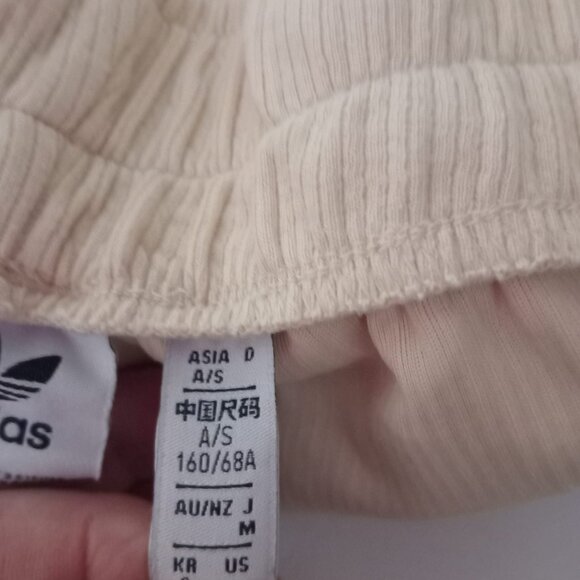 das
ASIA D
A/S
中国尺码
A/S
160/68A
AU/NZ J
M
KR US